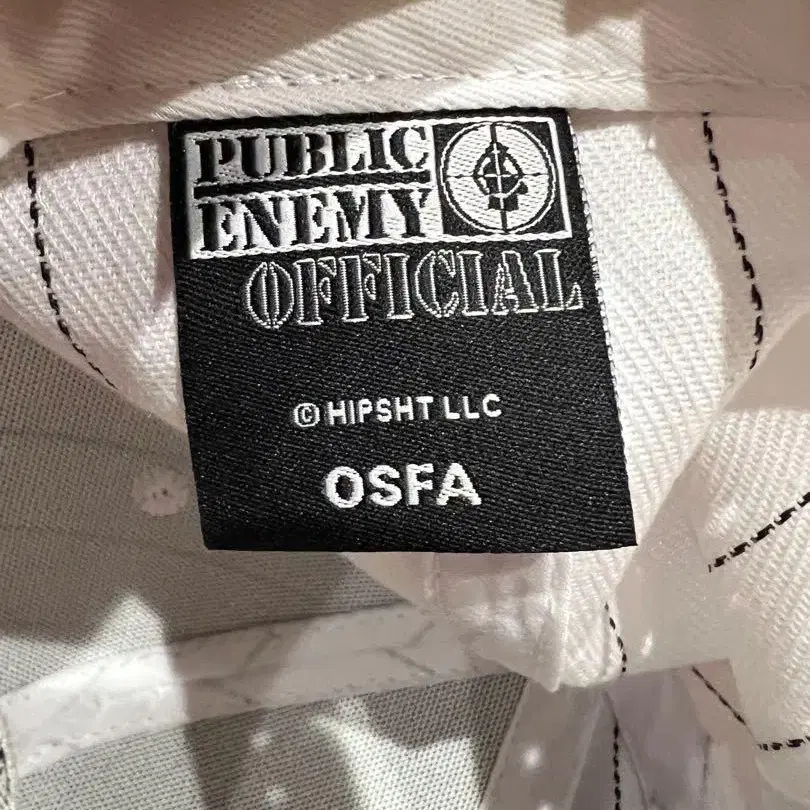 PUBLIC
ENEMY
OFFICIAL
© HIPSHT LLC
OSFA